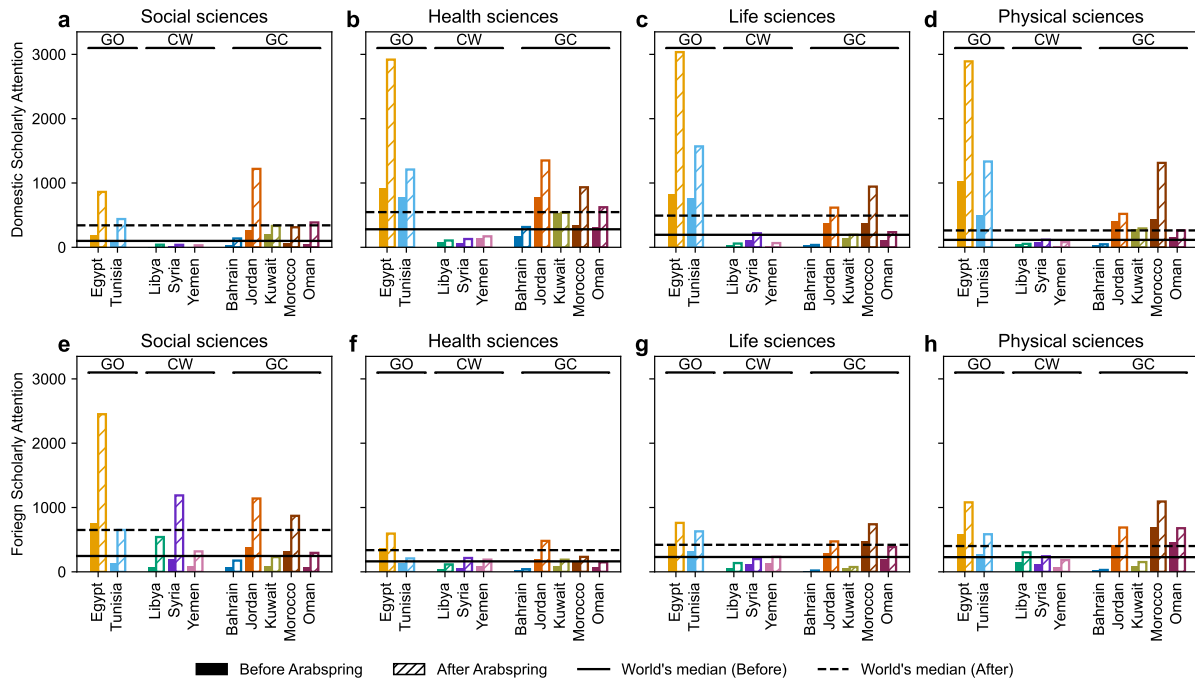 a Social sciences
b Health sciences
c Life sciences
d Physical sciences
GO CW GC
GO CW GC
GO CW GC
GO CW GC
Domestic Scholarly Attention
3000
2000
1000
0
Egypt Tunisia Libya Syria Yemen Bahrain Jordan Kuwait Morocco Oman
Egypt Tunisia Libya Syria Yemen Bahrain Jordan Kuwait Morocco Oman
Egypt Tunisia Libya Syria Yemen Bahrain Jordan Kuwait Morocco Oman
Egypt Tunisia Libya Syria Yemen Bahrain Jordan Kuwait Morocco Oman
e Social sciences
f Health sciences
g Life sciences
h Physical sciences
GO CW GC
GO CW GC
GO CW GC
GO CW GC
Foriegn Scholarly Attention
3000
2000
1000
0
Egypt Tunisia Libya Syria Yemen Bahrain Jordan Kuwait Morocco Oman
Egypt Tunisia Libya Syria Yemen Bahrain Jordan Kuwait Morocco Oman
Egypt Tunisia Libya Syria Yemen Bahrain Jordan Kuwait Morocco Oman
Egypt Tunisia Libya Syria Yemen Bahrain Jordan Kuwait Morocco Oman
Before Arabspring After Arabspring World's median (Before) World's median (After)